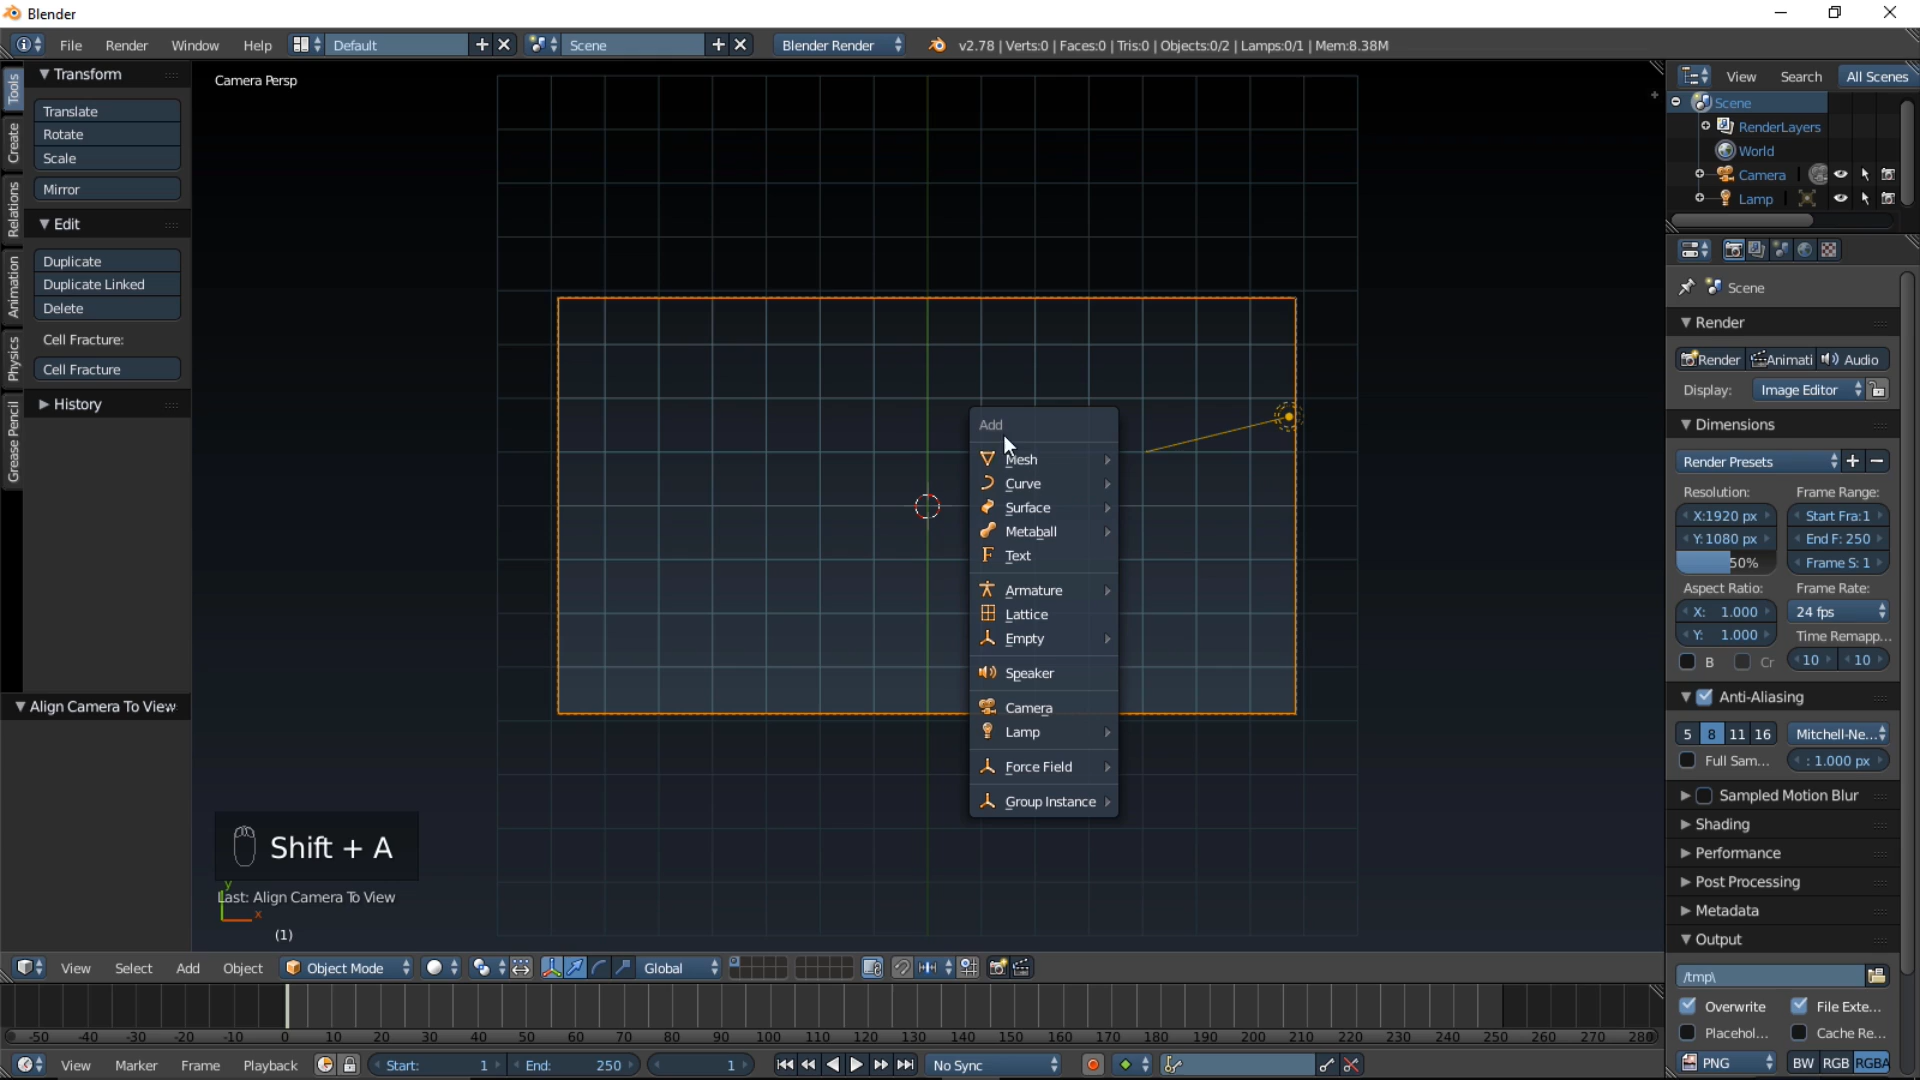 Blender
File Render Window Help Default Scene Blender Render v2.78 | Verts:0 | Faces:0 | Tris:0 | Objects:0/2 | Lamps:0/1 | Mem:8.38M
Tools
Create
Relations
Animation
Physics
Grease Pencil
Transform
Translate
Rotate
Scale
Mirror
Edit
Duplicate
Duplicate Linked
Delete
Cell Fracture:
Cell Fracture
History
Align Camera To View
Camera Persp
Add
Mesh
Curve
Surface
Metaball
Text
Armature
Lattice
Empty
Speaker
Camera
Lamp
Force Field
Group Instance
Shift + A
y
Last: Align Camera To View
x
(1)
View Search All Scenes
Scene
RenderLayers
World
Camera
Lamp
Scene
Render
Render Animati Audio
Display: Image Editor
Dimensions
Render Presets
Resolution: Frame Range:
X:1920 px Start Fra:1
Y:1080 px End F: 250
50% Frame S: 1
Aspect Ratio: Frame Rate:
X: 1.000 24 fps
Y: 1.000 Time Remapp...
B Cr 10 10
Anti-Aliasing
5 8 11 16 Mitchell-Ne...
Full Sam... : 1.000 px
Sampled Motion Blur
Shading
Performance
Post Processing
Metadata
Output
/tmp\
Overwrite File Exte...
Placehol... Cache Re...
PNG BW RGB RGBA
View Select Add Object Object Mode Global
-50 -40 -30 -20 -10 0 10 20 30 40 50 60 70 80 90 100 110 120 130 140 150 160 170 180 190 200 210 220 230 240 250 260 270 280
View Marker Frame Playback Start: 1 End: 250 1 No Sync